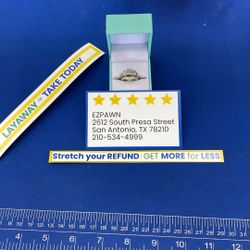 LAYAWAY or TAKE TODAY
EZPAWN
2612 South Presa Street
San Antonio, TX 78210
210-534-4999
Stretch your REFUND GET MORE for LESS